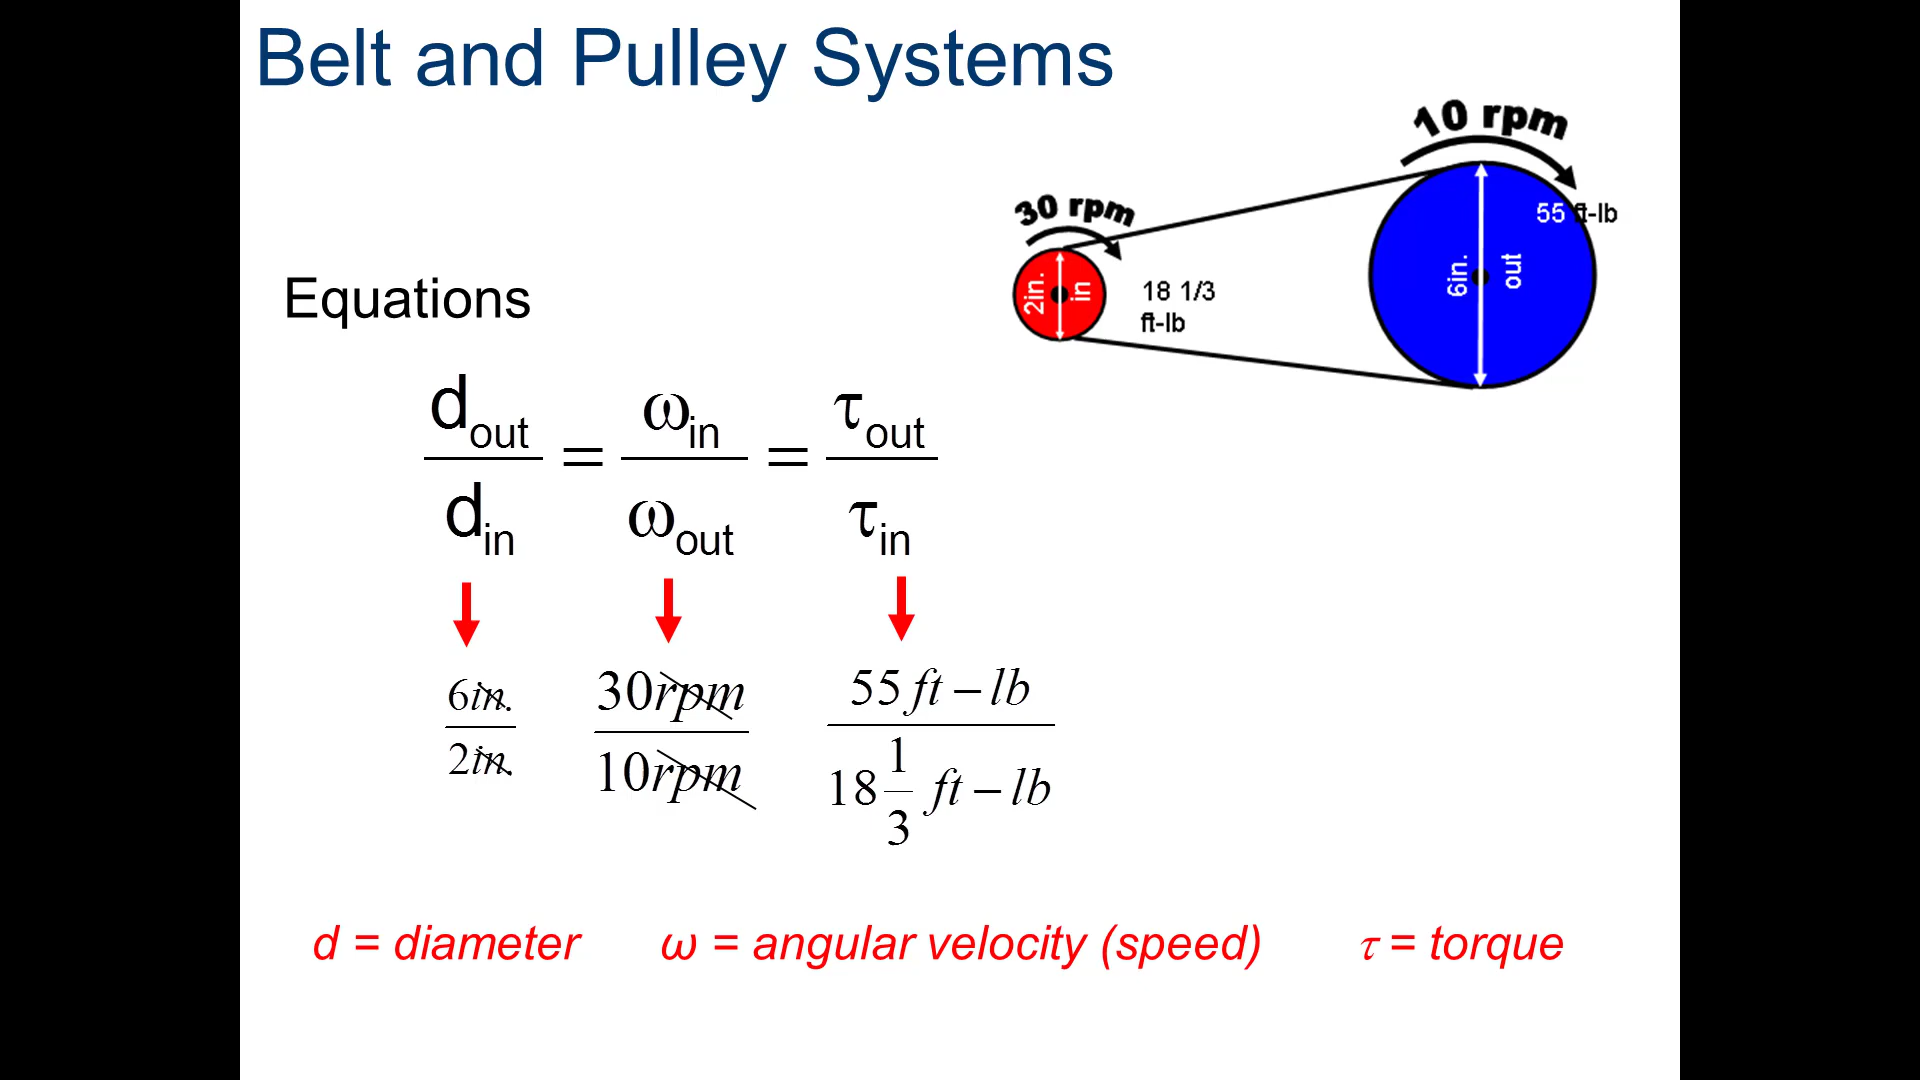 Belt and Pulley Systems
10 rpm
30 rpm
55 ft-lb
6in.
out
2in.
in
18 1/3
ft-lb
Equations
d_out / d_in = ω_in / ω_out = τ_out / τ_in
6in. / 2in.
30rpm / 10rpm
55 ft – lb / 18 1/3 ft – lb
d = diameter
ω = angular velocity (speed)
τ = torque